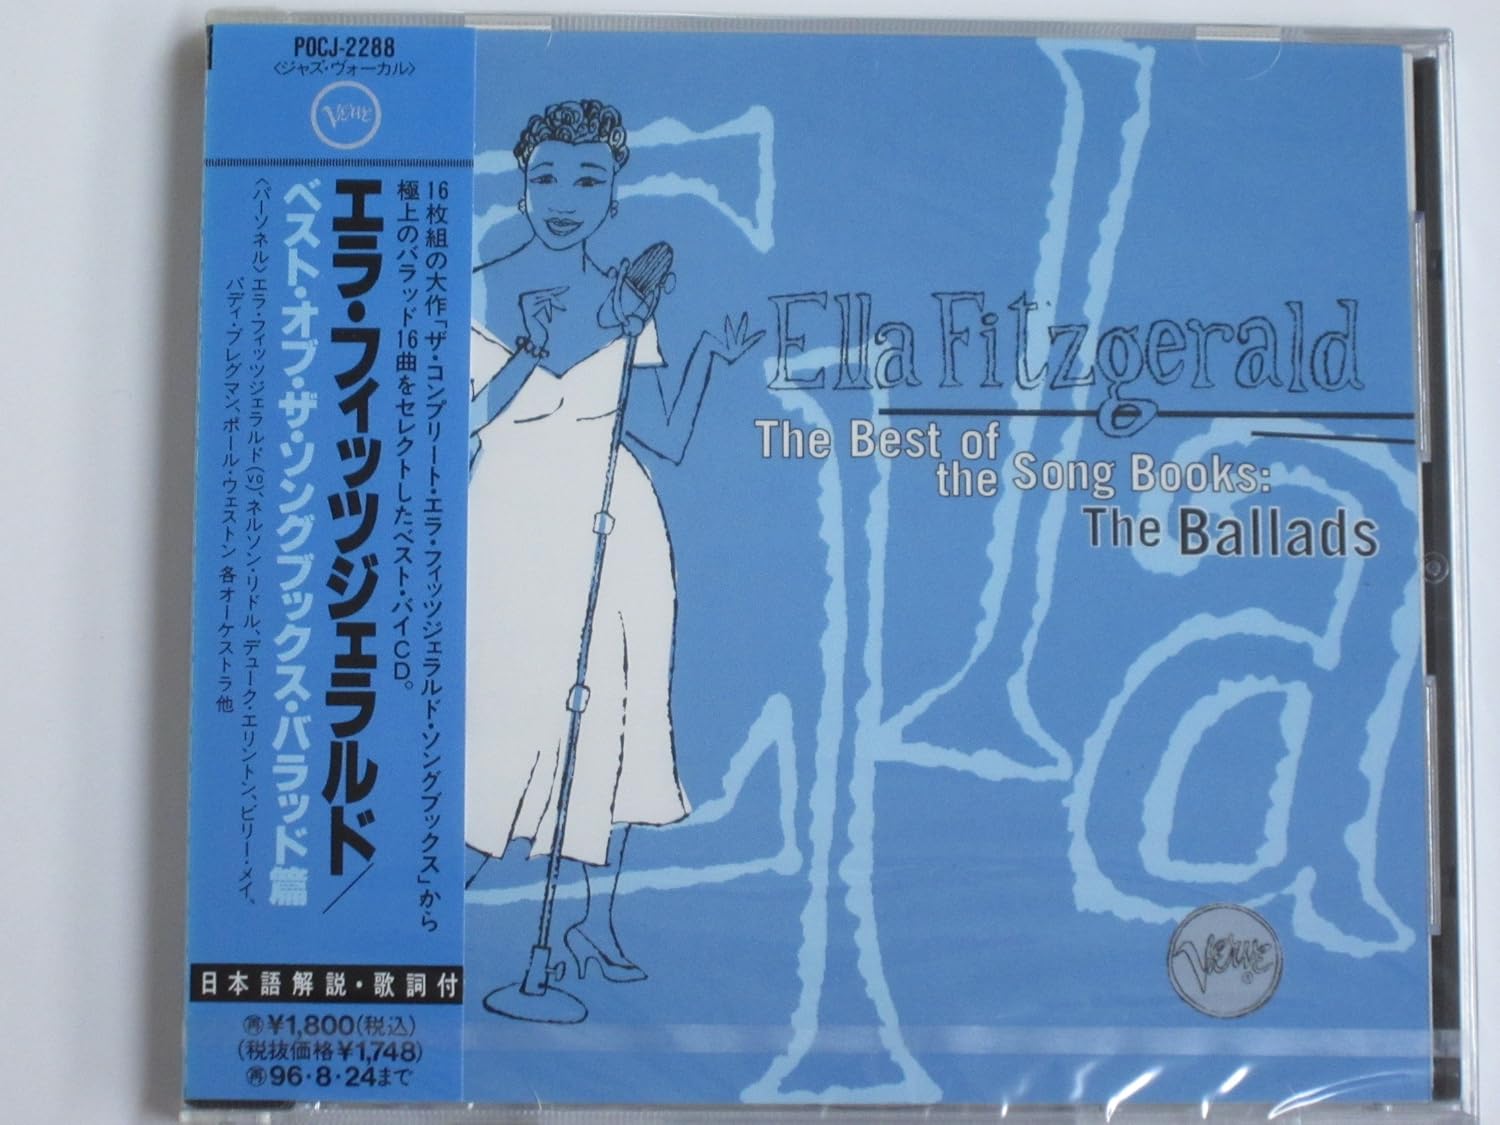 POCJ-2288
〈ジャズ・ヴォーカル〉
Verve
16枚組の大作「ザ・コンプリート・エラ・フィッツジェラルド・ソングブックス」から
極上のバラッド16曲をセレクトしたベスト・バイCD。
エラ・フィッツジェラルド／
ベスト・オブ・ザ・ソングブックス・バラッド篇
〈パーソネル〉エラ・フィッツジェラルド(vo)、ネルソン・リドル、デューク・エリントン、ビリー・メイ、
バディ・ブレグマン、ポール・ウェストン 各オーケストラ他
日本語解説・歌詞付
再¥1,800(税込)
(税抜価格¥1,748)
再96・8・24まで
Ella
Ella Fitzgerald
The Best of
the Song Books:
The Ballads
Verve